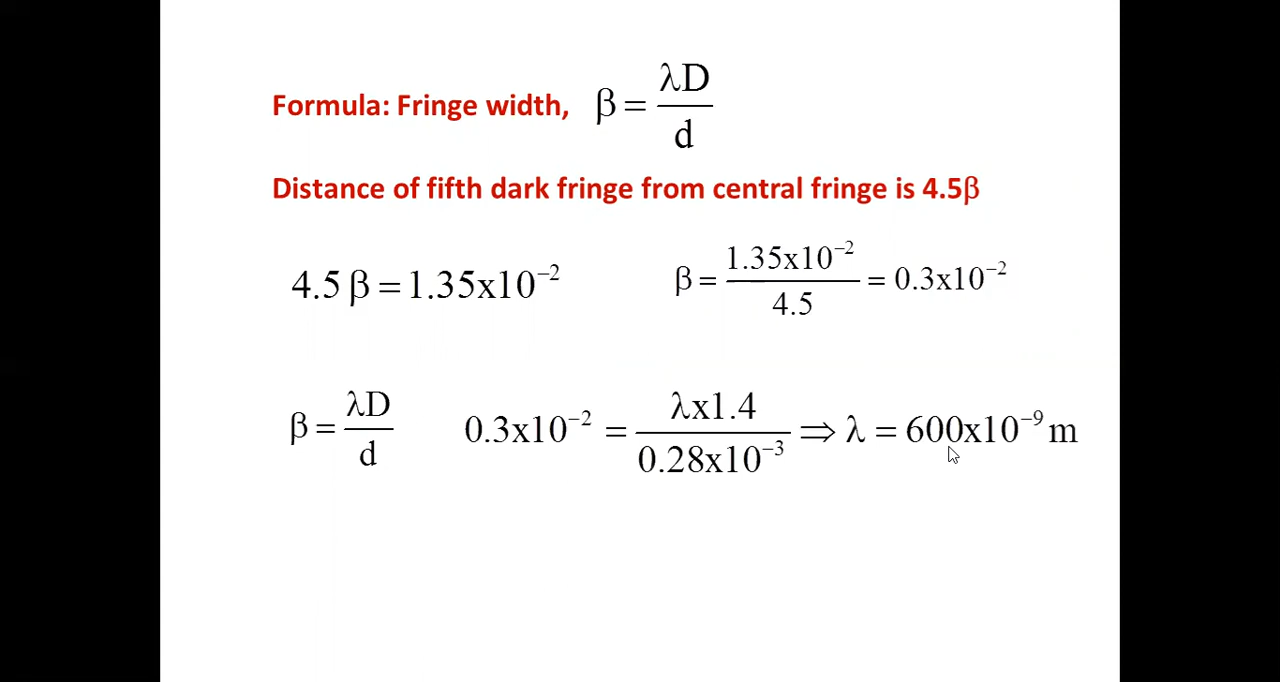 Formula: Fringe width, β = λD / d
Distance of fifth dark fringe from central fringe is 4.5β
4.5 β = 1.35x10⁻² β = 1.35x10⁻² / 4.5 = 0.3x10⁻²
β = λD / d 0.3x10⁻² = λx1.4 / 0.28x10⁻³ ⇒ λ = 600x10⁻⁹ m